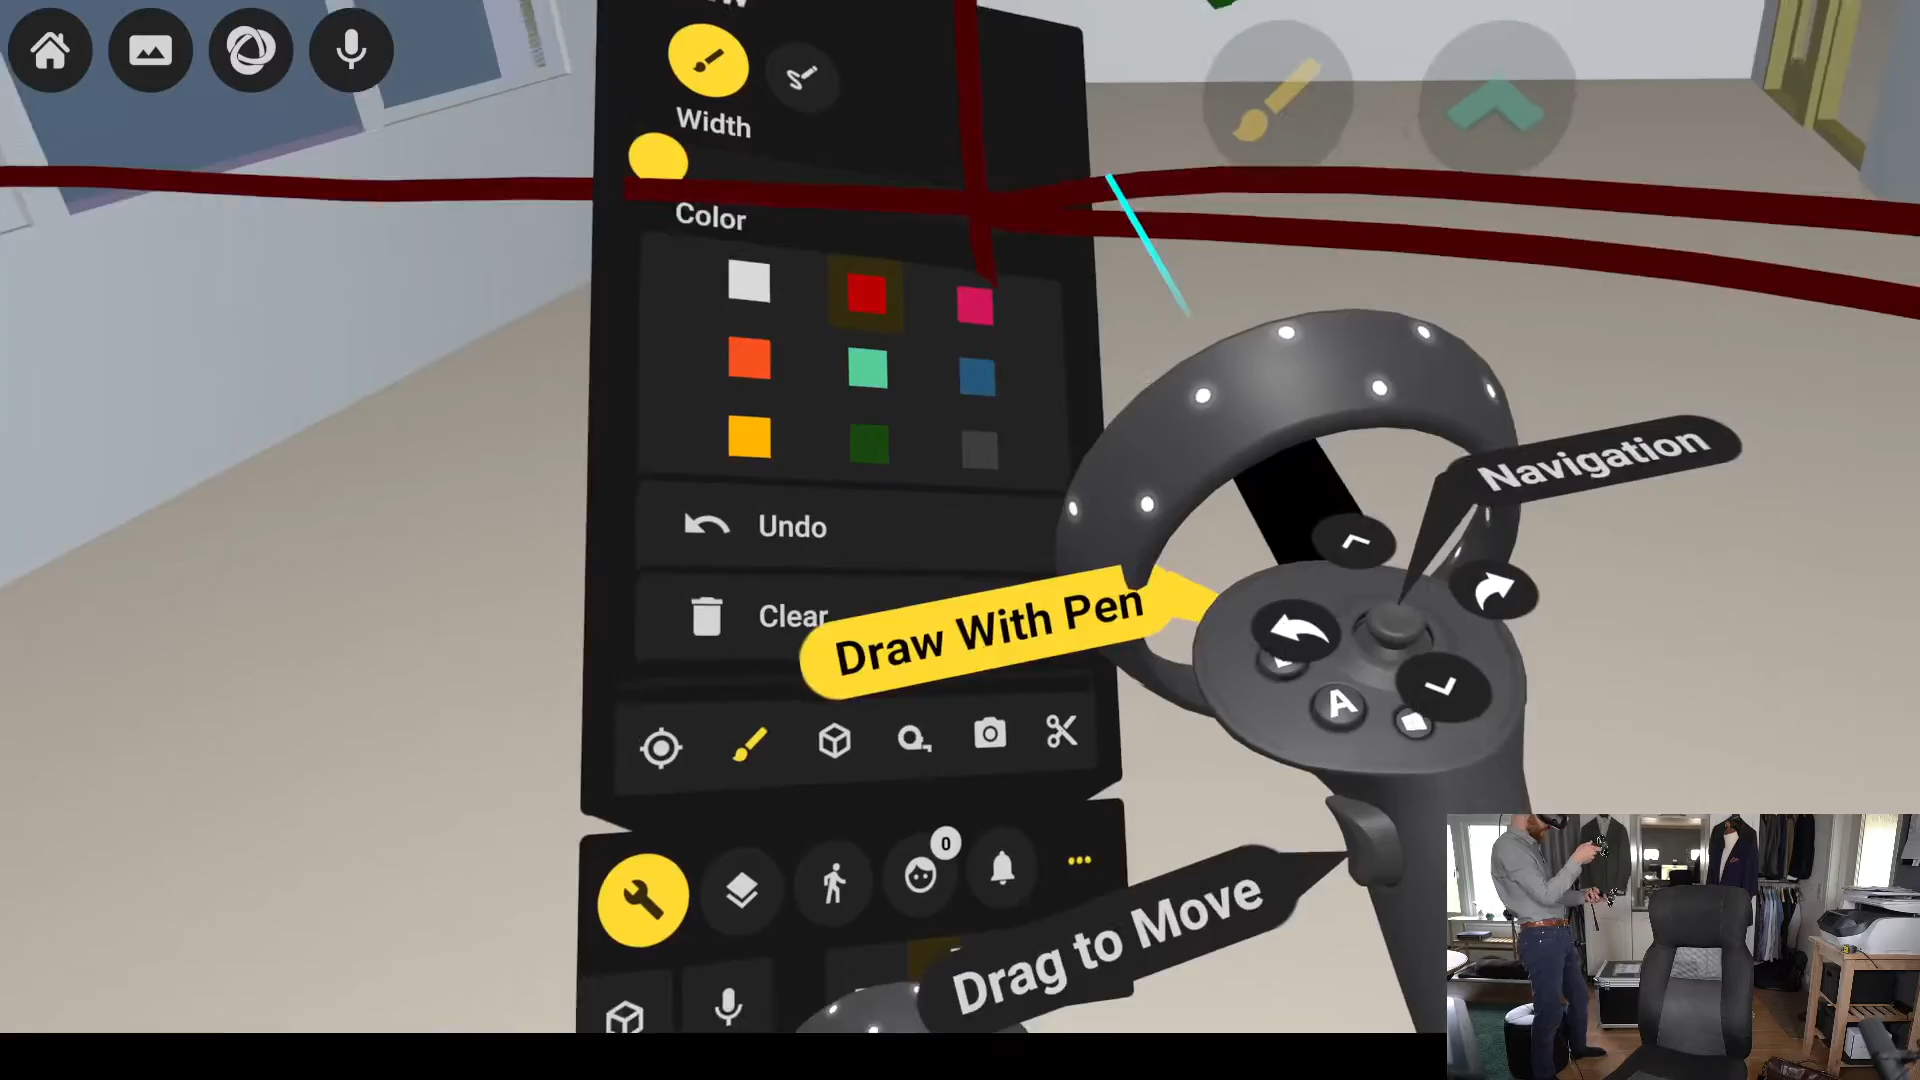 Width
Color
Undo
Clear
Draw With Pen
Navigation
A
0
Drag to Move